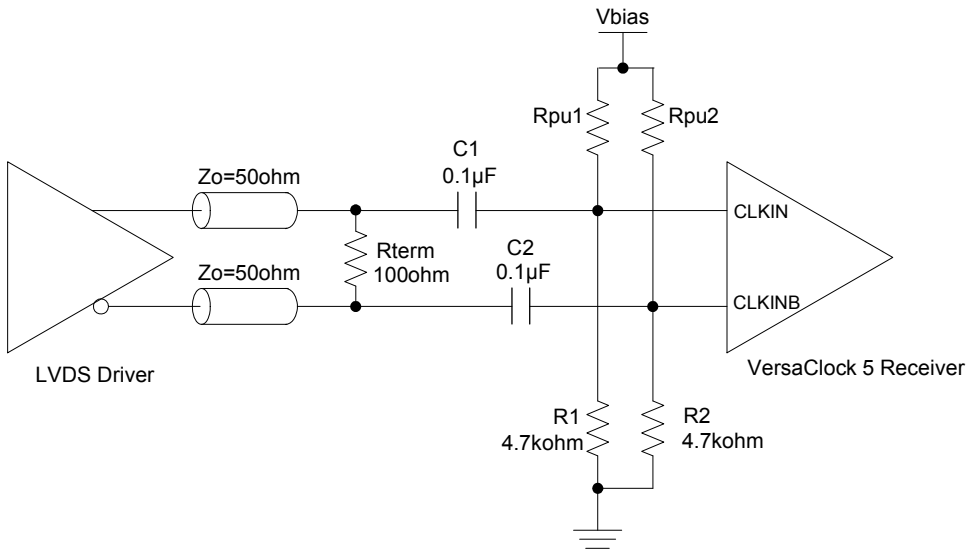 Vbias
Rpu1
Rpu2
C1
0.1µF
Zo=50ohm
CLKIN
Rterm
100ohm
C2
0.1µF
Zo=50ohm
CLKINB
LVDS Driver
VersaClock 5 Receiver
R1
4.7kohm
R2
4.7kohm